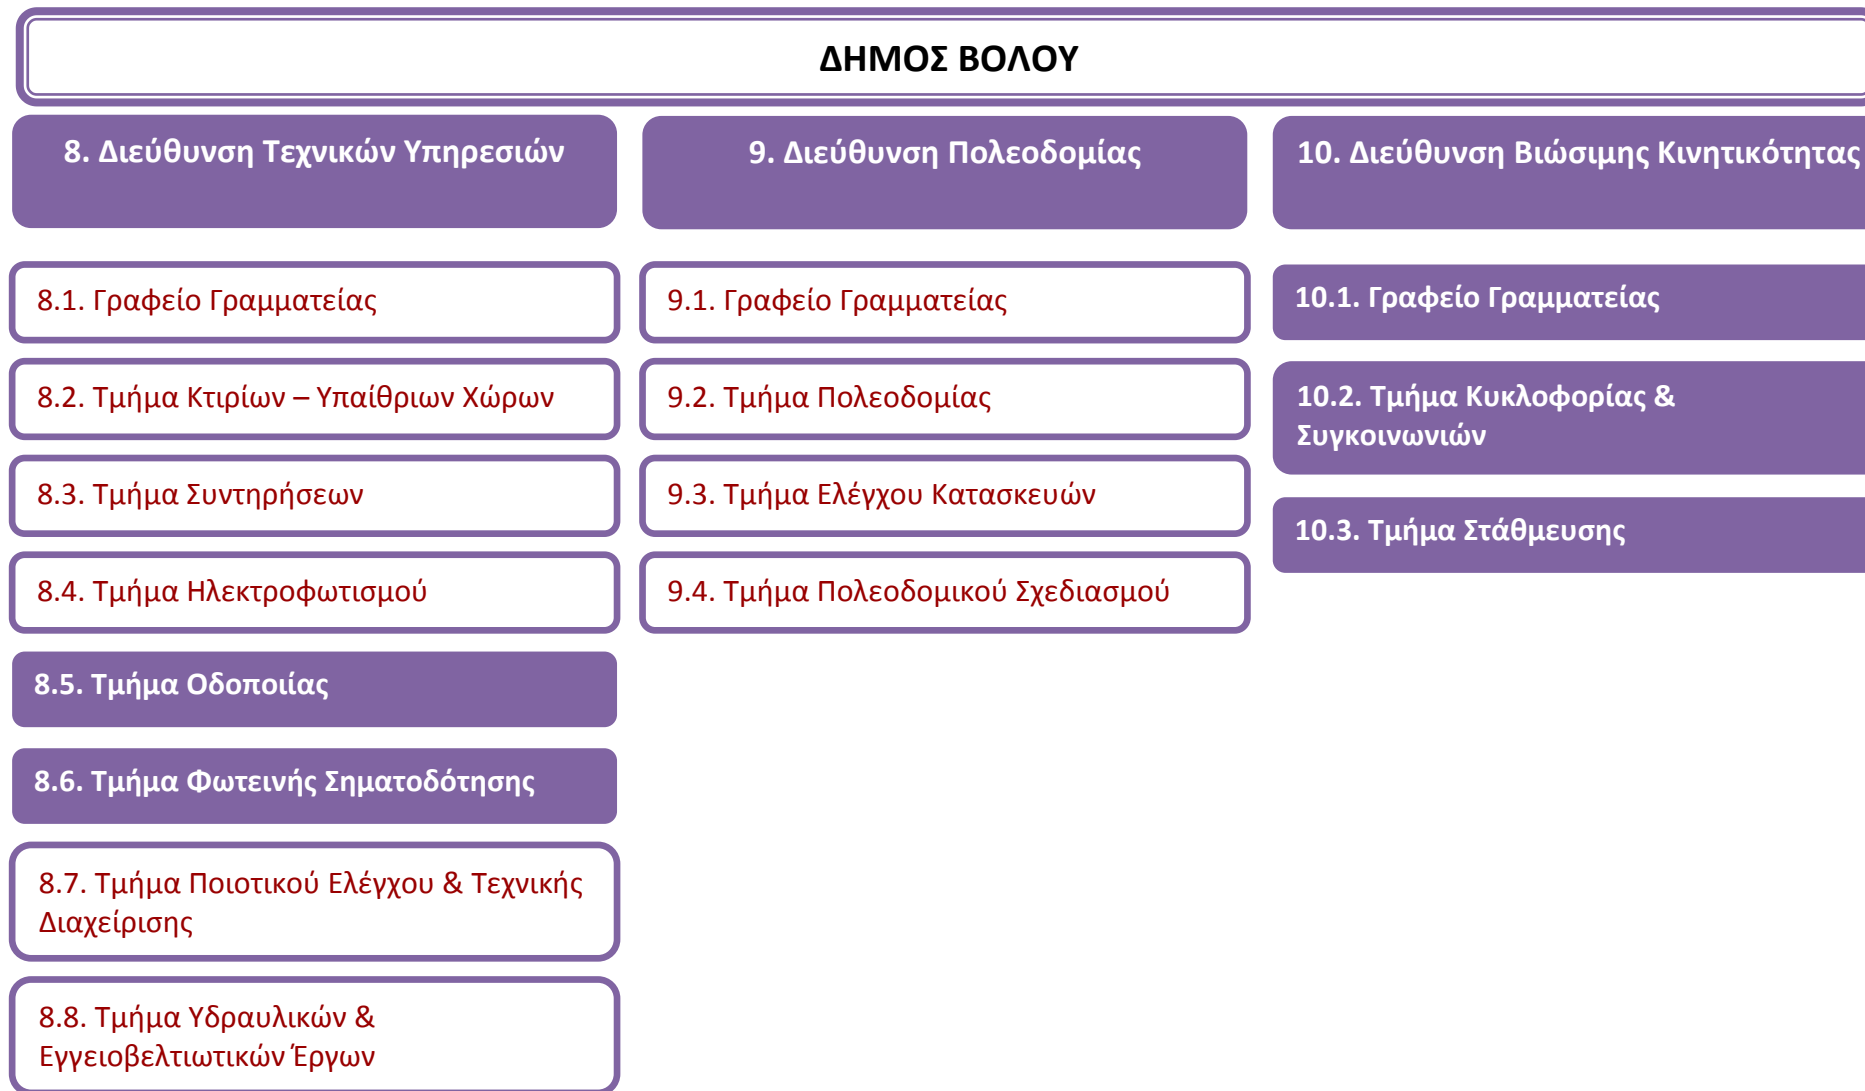 ΔΗΜΟΣ ΒΟΛΟΥ
8. Διεύθυνση Τεχνικών Υπηρεσιών
8.1. Γραφείο Γραμματείας
8.2. Τμήμα Κτιρίων – Υπαίθριων Χώρων
8.3. Τμήμα Συντηρήσεων
8.4. Τμήμα Ηλεκτροφωτισμού
8.5. Τμήμα Οδοποιίας
8.6. Τμήμα Φωτεινής Σηματοδότησης
8.7. Τμήμα Ποιοτικού Ελέγχου & Τεχνικής
Διαχείρισης
8.8. Τμήμα Υδραυλικών &
Εγγειοβελτιωτικών Έργων
9. Διεύθυνση Πολεοδομίας
9.1. Γραφείο Γραμματείας
9.2. Τμήμα Πολεοδομίας
9.3. Τμήμα Ελέγχου Κατασκευών
9.4. Τμήμα Πολεοδομικού Σχεδιασμού
10. Διεύθυνση Βιώσιμης Κινητικότητας
10.1. Γραφείο Γραμματείας
10.2. Τμήμα Κυκλοφορίας &
Συγκοινωνιών
10.3. Τμήμα Στάθμευσης